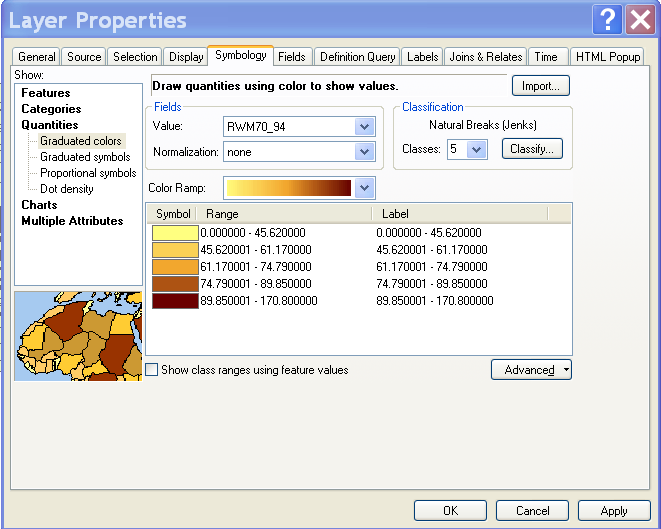 Layer Properties
General Source Selection Display Symbology Fields Definition Query Labels Joins & Relates Time HTML Popup
Show:
Features
Categories
Quantities
Graduated colors
Graduated symbols
Proportional symbols
Dot density
Charts
Multiple Attributes
Draw quantities using color to show values.
Import...
Fields
Value: RWM70_94
Normalization: none
Classification
Natural Breaks (Jenks)
Classes: 5 Classify...
Color Ramp:
Symbol Range Label
0.000000 - 45.620000 0.000000 - 45.620000
45.620001 - 61.170000 45.620001 - 61.170000
61.170001 - 74.790000 61.170001 - 74.790000
74.790001 - 89.850000 74.790001 - 89.850000
89.850001 - 170.800000 89.850001 - 170.800000
Show class ranges using feature values
Advanced
OK Cancel Apply